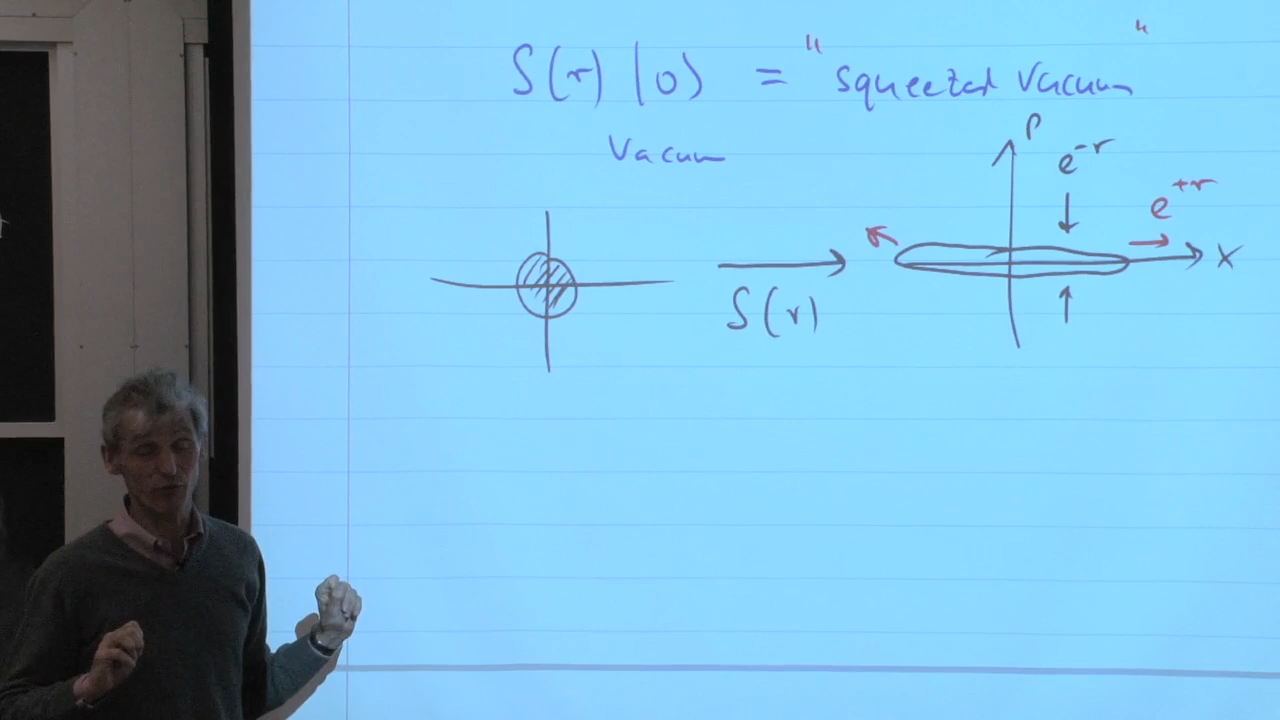 S(r) |0⟩ = "squeezed vacuum"
Vacuum
P
e^{-r}
e^{+r}
X
S(r)